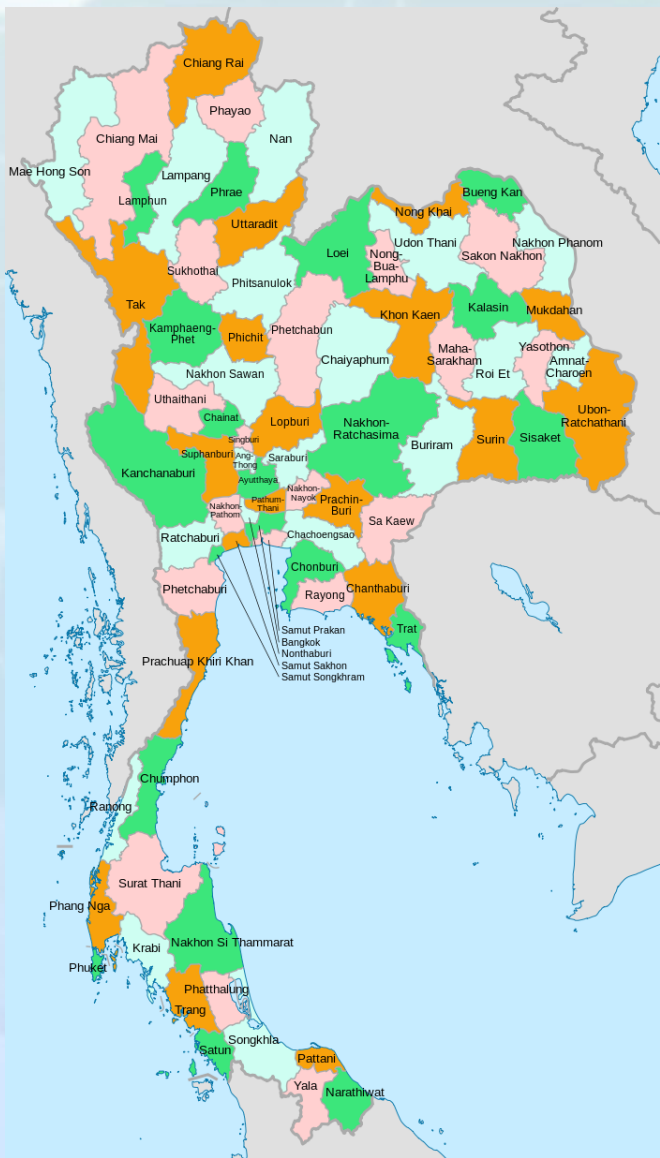 Chiang Rai
Phayao
Chiang Mai
Nan
Mae Hong Son
Lampang
Phrae
Lamphun
Bueng Kan
Nong Khai
Uttaradit
Loei
Udon Thani
Nakhon Phanom
Nong-
Bua-
Lamphu
Sakon Nakhon
Sukhothai
Phitsanulok
Tak
Kamphaeng-
Phet
Phichit
Phetchabun
Khon Kaen
Kalasin
Mukdahan
Chaiyaphum
Maha-
Sarakham
Roi Et
Yasothon
Amnat-
Charoen
Nakhon Sawan
Uthaithani
Chainat
Lopburi
Nakhon-
Ratchasima
Buriram
Surin
Sisaket
Ubon-
Ratchathani
Singburi
Kanchanaburi
Suphanburi
Ang-
Thong
Saraburi
Ayutthaya
Nakhon-
Nayok
Prachin-
Buri
Pathum-
Thani
Nakhon-
Pathom
Sa Kaew
Ratchaburi
Chachoengsao
Chonburi
Phetchaburi
Rayong
Chanthaburi
Trat
Samut Prakan
Bangkok
Nonthaburi
Samut Sakhon
Samut Songkhram
Prachuap Khiri Khan
Chumphon
Ranong
Surat Thani
Phang Nga
Krabi
Nakhon Si Thammarat
Phuket
Phatthalung
Trang
Songkhla
Satun
Pattani
Yala
Narathiwat